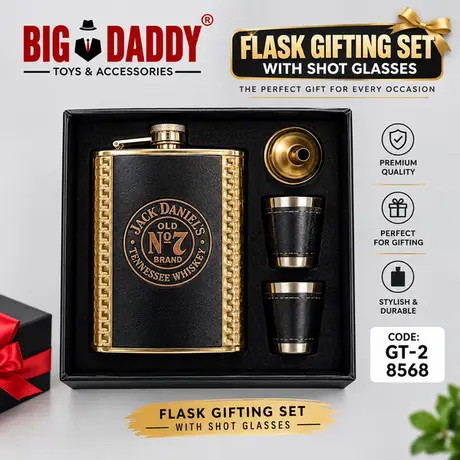 BIG DADDY®
TOYS & ACCESSORIES
FLASK GIFTING SET
WITH SHOT GLASSES
THE PERFECT GIFT FOR EVERY OCCASION
JACK DANIEL'S
OLD
Nº7
BRAND
TENNESSEE WHISKEY
PREMIUM
QUALITY
PERFECT
FOR GIFTING
STYLISH &
DURABLE
CODE:
GT-2
8568
FLASK GIFTING SET
WITH SHOT GLASSES